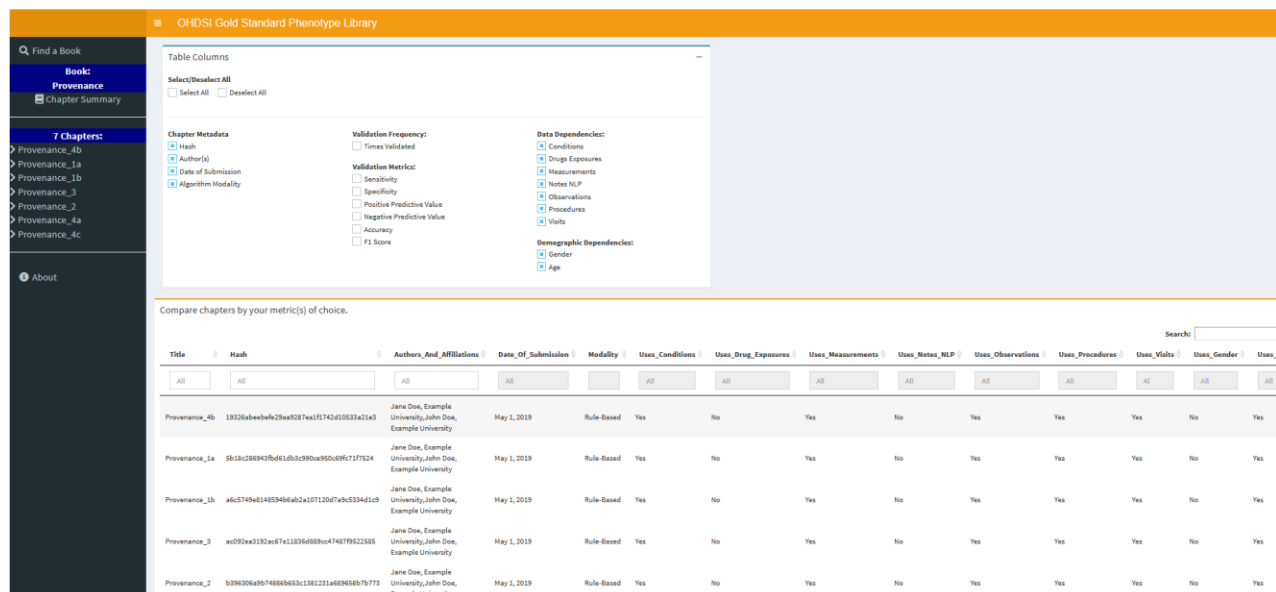 ≡ OHDSI Gold Standard Phenotype Library
Find a Book
Book:
Provenance
Chapter Summary
7 Chapters:
Provenance_4b
Provenance_1a
Provenance_1b
Provenance_3
Provenance_2
Provenance_4a
Provenance_4c
About
Table Columns
Select/Deselect All
Select All Deselect All
Chapter Metadata
Hash
Author(s)
Date of Submission
Algorithm Modality
Validation Frequency:
Times Validated
Validation Metrics:
Sensitivity
Specificity
Positive Predictive Value
Negative Predictive Value
Accuracy
F1 Score
Data Dependencies:
Conditions
Drugs Exposures
Measurements
Notes NLP
Observations
Procedures
Visits
Demographic Dependencies:
Gender
Age
Compare chapters by your metric(s) of choice.
Search:
Title Hash Authors_And_Affiliations Date_Of_Submission Modality Uses_Conditions Uses_Drug_Exposures Uses_Measurements Uses_Notes_NLP Uses_Observations Uses_Procedures Uses_Visits Uses_Gender Uses_
All All All All All All All All All All Al All All
Jane Doe, Example
Provenance_4b 19326abeebefe29aa9287ea1f1742d10533a21e3 University,John Doe, May 1, 2019 Rule-Based Yes No Yes No Yes Yes Yes No Yes
Example University
Jane Doe, Example
Provenance_1a 5b18c286943fbd61db3c990ce950c69fc71f7524 University,John Doe, May 1, 2019 Rule-Based Yes No Yes No Yes Yes Yes No Yes
Example University
Jane Doe, Example
Provenance_1b a6c5749e8148594b6ab2a107120d7a9c5334d1c9 University,John Doe, May 1, 2019 Rule-Based Yes No Yes No Yes Yes Yes No Yes
Example University
Jane Doe, Example
Provenance_3 ac092ea3192ac67e11836d889cc47487f9522585 University,John Doe, May 1, 2019 Rule-Based Yes No Yes No Yes Yes Yes No Yes
Example University
Jane Doe, Example
Provenance_2 b396306a9b74886b653c1381231a689658b7b773 University,John Doe, May 1, 2019 Rule-Based Yes No Yes No Yes Yes Yes No Yes